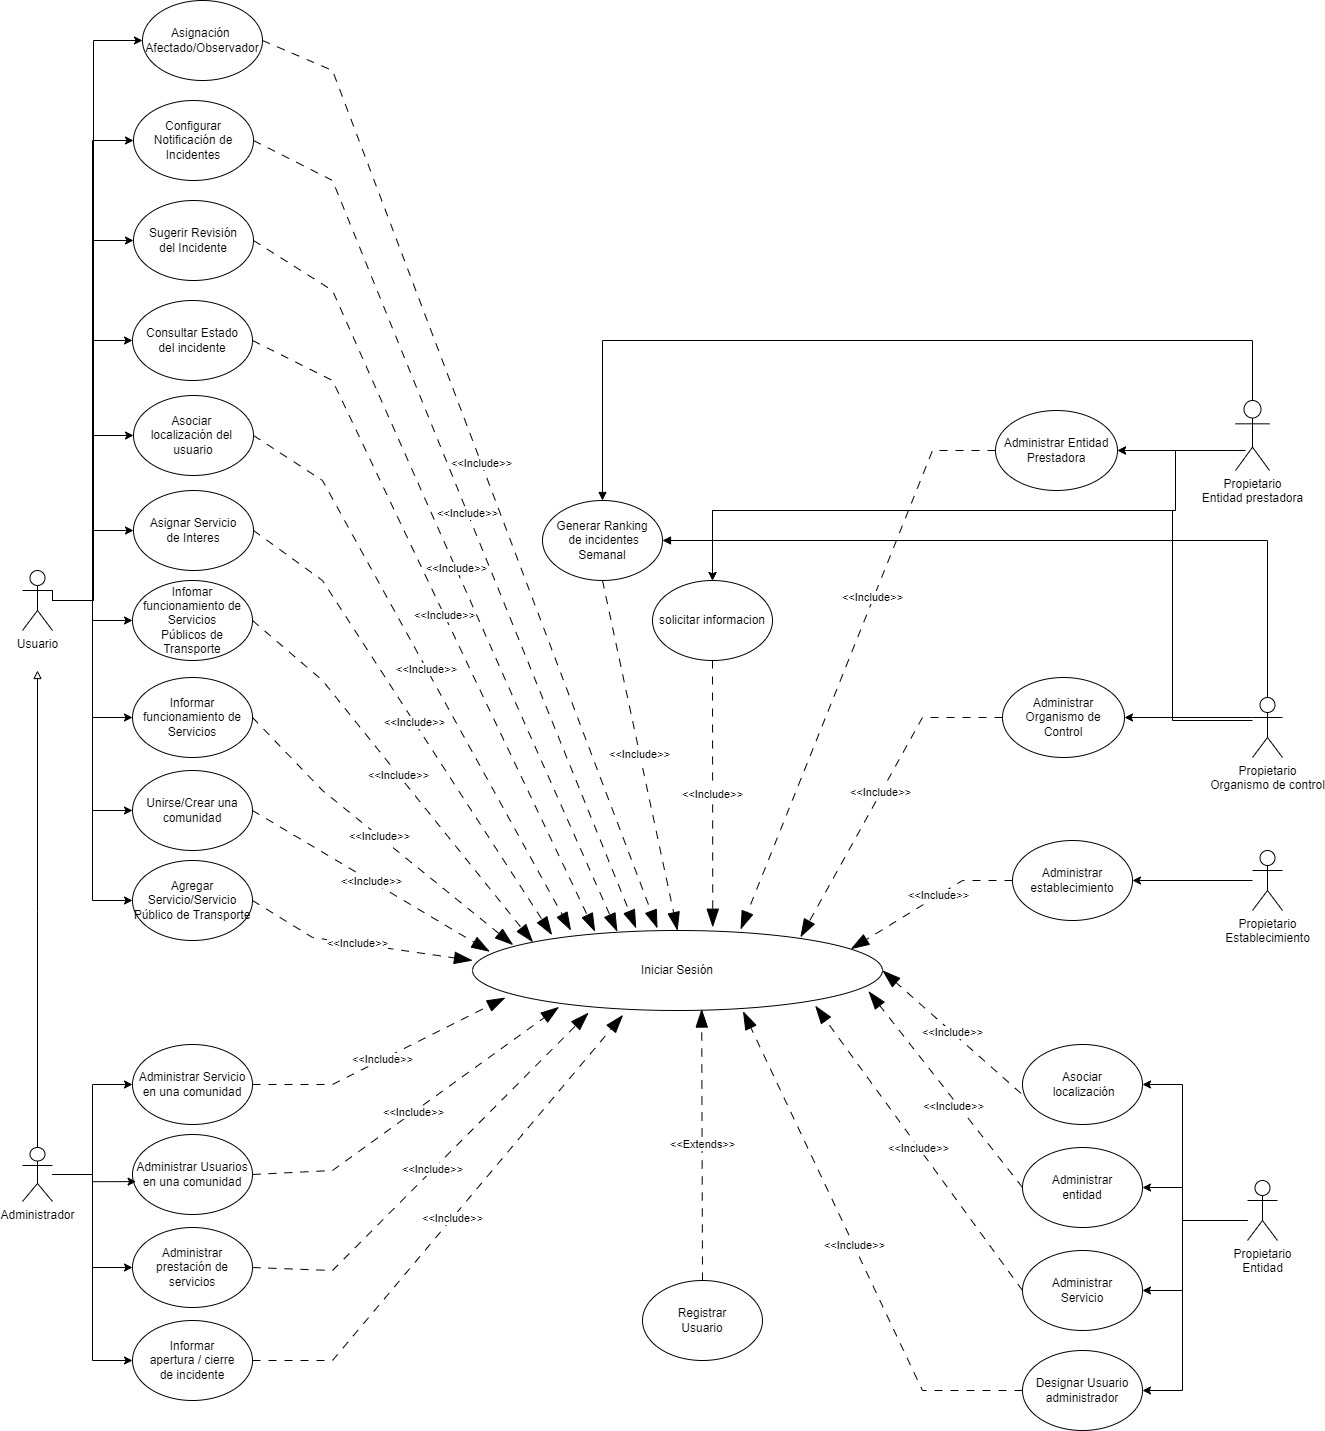 Asignación
Afectado/Observador
Configurar
Notificación de
Incidentes
Sugerir Revisión
del Incidente
Consultar Estado
del incidente
Asociar
localización del
usuario
Asignar Servicio
de Interes
Infomar
funcionamiento de
Servicios
Públicos de
Transporte
Informar
funcionamiento de
Servicios
Unirse/Crear una
comunidad
Agregar
Servicio/Servicio
Público de Transporte
Usuario
<<Include>>
<<Include>>
<<Include>>
<<Include>>
<<Include>>
<<Include>>
<<Include>>
<<Include>>
<<Include>>
<<Include>>
Generar Ranking
de incidentes
Semanal
solicitar informacion
<<Include>>
<<Include>>
Administrar Entidad
Prestadora
Propietario
Entidad prestadora
<<Include>>
Administrar
Organismo de
Control
Propietario
Organismo de control
<<Include>>
Administrar
establecimiento
Propietario
Establecimiento
<<Include>>
Iniciar Sesión
Administrar Servicio
en una comunidad
Administrar Usuarios
en una comunidad
Administrar
prestación de
servicios
Informar
apertura / cierre
de incidente
Administrador
<<Include>>
<<Include>>
<<Include>>
<<Include>>
<<Extends>>
Registrar
Usuario
<<Include>>
<<Include>>
<<Include>>
<<Include>>
Asociar
localización
Administrar
entidad
Administrar
Servicio
Designar Usuario
administrador
Propietario
Entidad